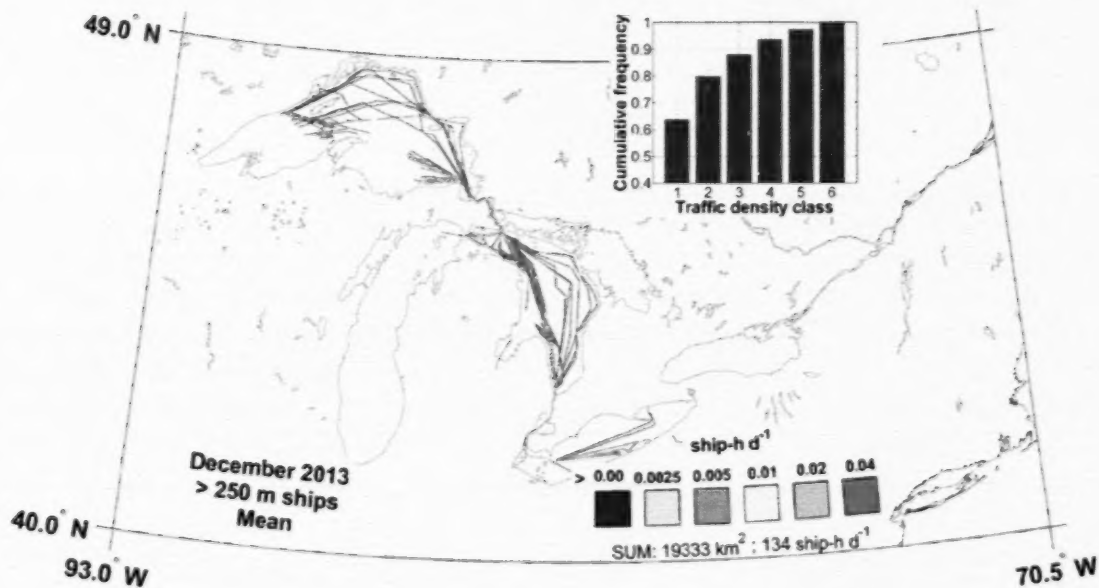 49.0° N
1
0.9
0.8
0.7
0.6
0.5
0.4
Cumulative frequency
1 2 3 4 5 6
Traffic density class
ship-h d⁻¹
> 0.00 0.0025 0.005 0.01 0.02 0.04
SUM: 19333 km² ; 134 ship-h d⁻¹
December 2013
> 250 m ships
Mean
40.0° N
93.0° W
70.5° W